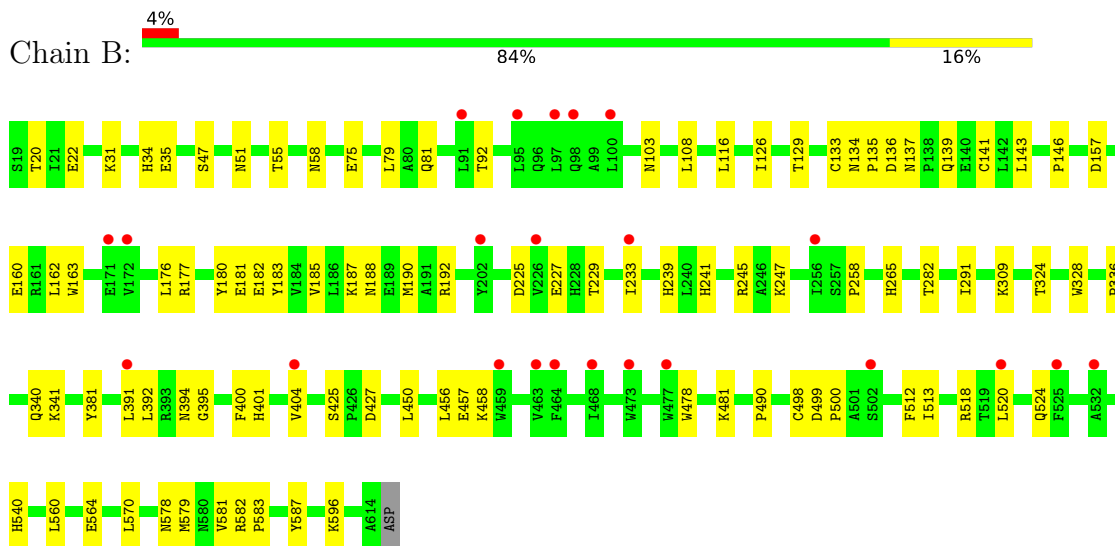 4%
Chain B:
84% 16%
S19 T20 I21 E22 K31 H34 E35 S47 N51 T55 N58 E75 L79 A80 Q81 L91 T92 L95 Q96 L97 Q98 A99 L100 N103 L108 L116 I126 T129 C133 N134 P135 D136 N137 P138 Q139 E140 C141 L142 L143 P146 D157
E160 R161 L162 W163 E171 V172 L176 R177 Y180 E181 E182 Y183 V184 V185 L186 K187 N188 E189 M190 A191 R192 Y202 D225 V226 E227 H228 T229 I233 H239 L240 H241 R245 A246 K247 I256 S257 P258 H265 T282 I291 K309 T324 W328
Q340 K341 Y381 L391 L392 R393 N394 G395 F400 H401 V404 S425 P426 D427 L450 L456 E457 K458 W459 V463 F464 I468 W473 W477 W478 K481 P490 C498 D499 P500 A501 S502 F512 I513 R518 T519 L520 Q524 F525 A532
H540 L560 E564 L570 N578 M579 N580 V581 R582 P583 Y587 K596 A614 ASP